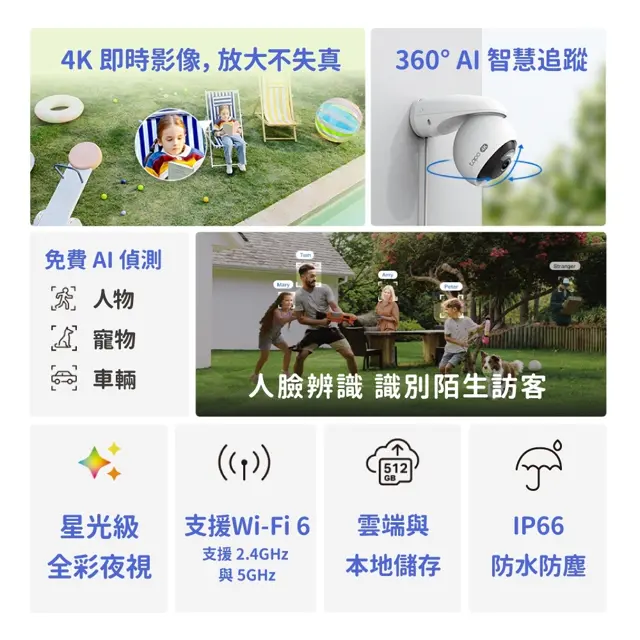 4K 即時影像, 放大不失真
360° AI 智慧追蹤
tapo 4K
免費 AI 偵測
人物
寵物
車輛
Tom
Mary
Amy
Peter
Stranger
人臉辨識 識別陌生訪客
星光級
全彩夜視
支援Wi-Fi 6
支援 2.4GHz
與 5GHz
512
GB
雲端與
本地儲存
IP66
防水防塵